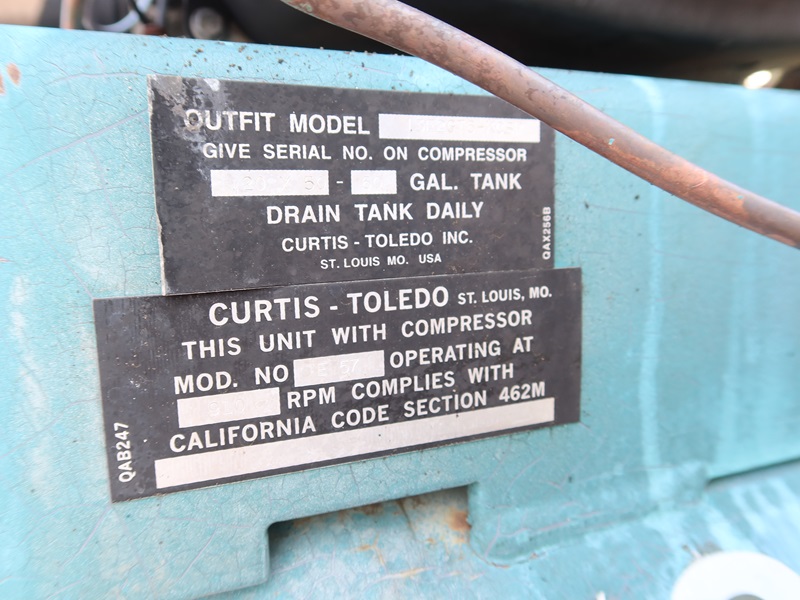 OUTFIT MODEL
GIVE SERIAL NO. ON COMPRESSOR
- GAL. TANK
DRAIN TANK DAILY
CURTIS - TOLEDO INC.
ST. LOUIS MO. USA
QAX256B
CURTIS - TOLEDO ST. LOUIS, MO.
THIS UNIT WITH COMPRESSOR
MOD. NO OPERATING AT
RPM COMPLIES WITH
CALIFORNIA CODE SECTION 462M
QAB247